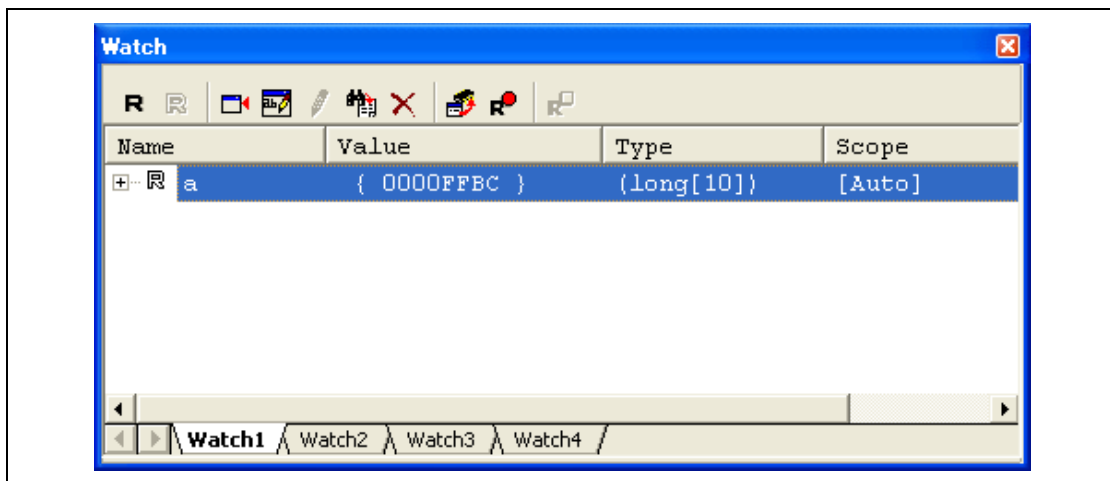 Watch
R R R R
Name Value Type Scope
R a { 0000FFBC } (long[10]) [Auto]
Watch1 Watch2 Watch3 Watch4